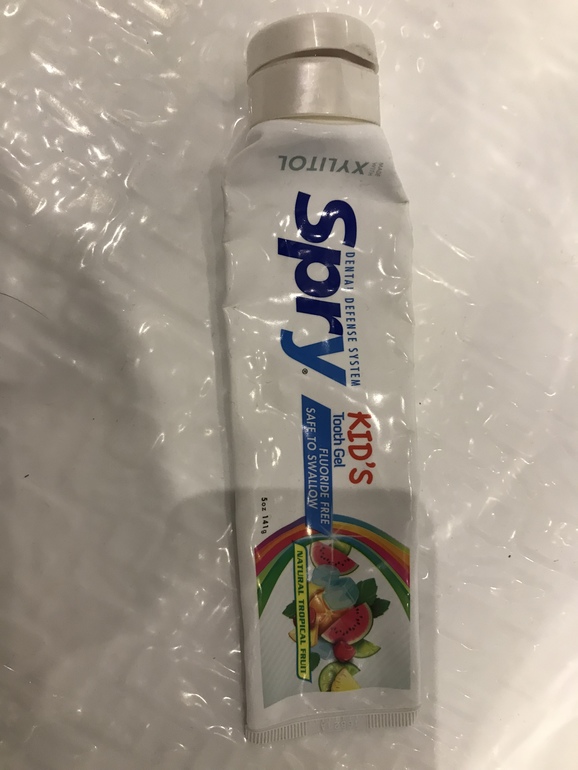 XYLITOL
Spry
®
DENTAL DEFENSE SYSTEM
KID'S
Tooth Gel
FLUORIDE FREE
SAFE TO SWALLOW
5oz 141g
NATURAL TROPICAL FRUIT